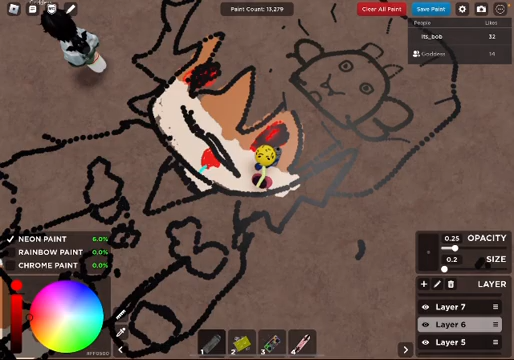 Paint Count: 13,279
Clear All Paint
Save Paint
People Likes
its_bob 32
Goddess 14
NEON PAINT 6.0%
RAINBOW PAINT 0.0%
CHROME PAINT 0.0%
#FF0000
1 2 3 4
0.25 OPACITY
0.2 SIZE
LAYER
Layer 7
Layer 6
Layer 5